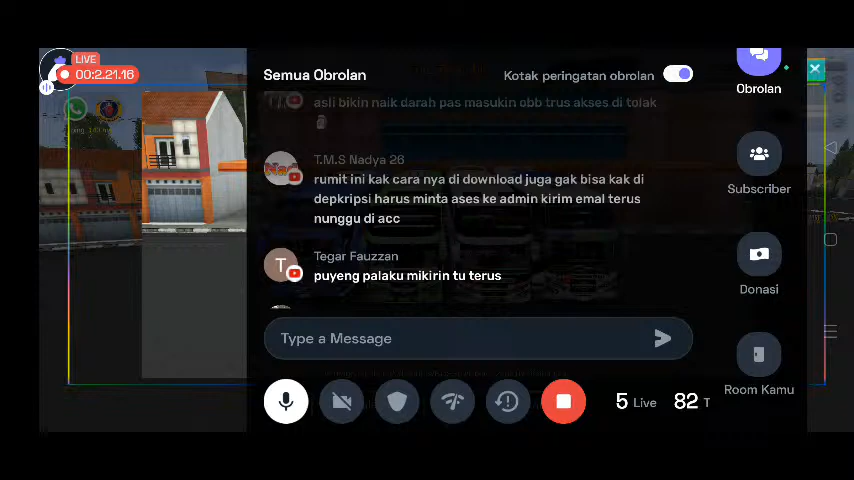 LIVE
00:2.21.16
Semua Obrolan
Kotak peringatan obrolan
asli bikin naik darah pas masukin obb trus akses di tolak
T.M.S Nadya 26
rumit ini kak cara nya di download juga gak bisa kak di
depkripsi harus minta ases ke admin kirim emal terus
nunggu di acc
Tegar Fauzzan
puyeng palaku mikirin tu terus
Type a Message
5 Live 82 T
Obrolan
Subscriber
Donasi
Room Kamu